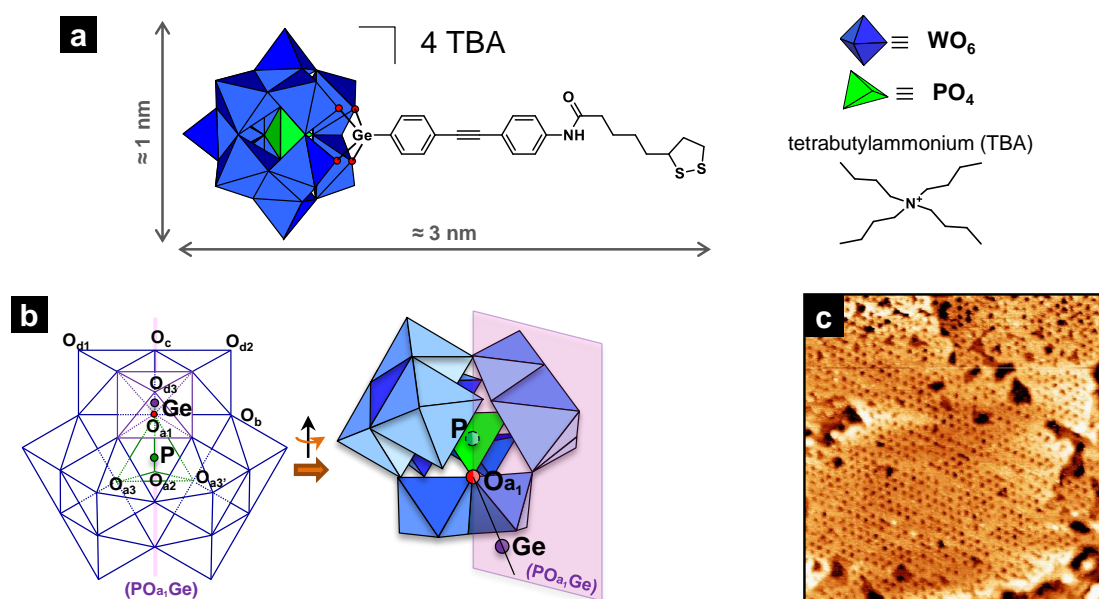 a
4 TBA
≈ 1 nm
≈ 3 nm
Ge
NH
O
S
S
≡ WO6
≡ PO4
tetrabutylammonium (TBA)
N+
b
Od1
Oc
Od2
Od3
Ge
Ob
Oa1
P
Oa3
Oa2
Oa3'
(POa1Ge)
P
Oa1
Ge
(POa1Ge)
c